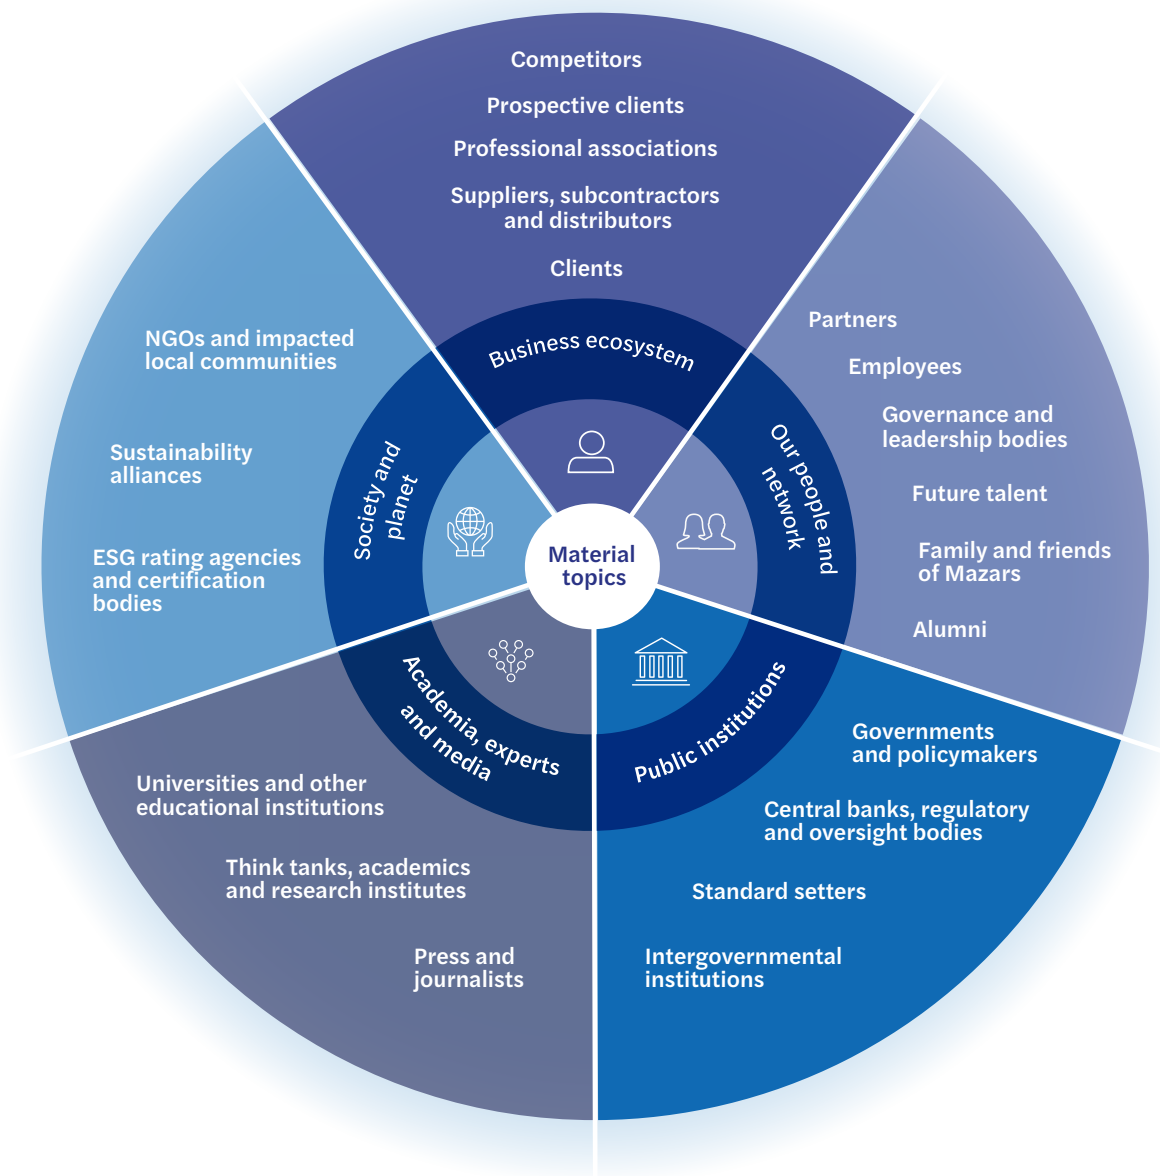 Competitors
Prospective clients
Professional associations
Suppliers, subcontractors
and distributors
Clients
Business ecosystem
Partners
Employees
Governance and
leadership bodies
Future talent
Family and friends
of Mazars
Alumni
Our people and
network
Governments
and policymakers
Central banks, regulatory
and oversight bodies
Standard setters
Intergovernmental
institutions
Public institutions
Universities and other
educational institutions
Think tanks, academics
and research institutes
Press and
journalists
Academia, experts
and media
NGOs and impacted
local communities
Sustainability
alliances
ESG rating agencies
and certification
bodies
Society and
planet
Material
topics